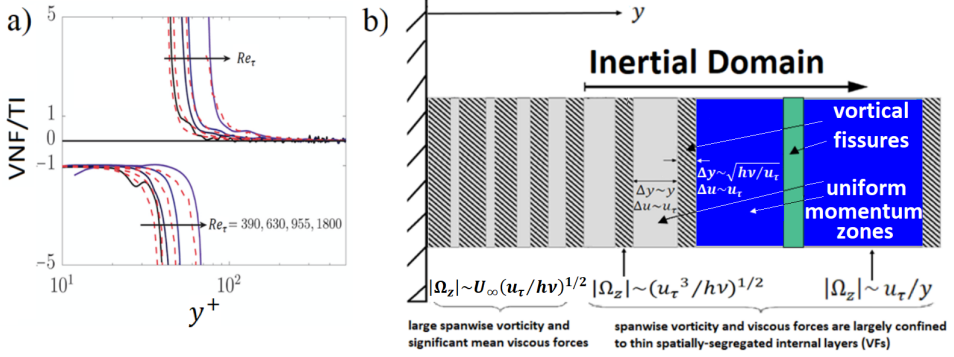 a)
VNF/TI
5
1
0
−1
−5
Re_τ
Re_τ = 390, 630, 955, 1800
10^1
10^2
y^+
b)
y
Inertial Domain
vortical
fissures
Δy~√(hν/u_τ)
Δu~u_τ
Δy~y
Δu~u_τ
uniform
momentum
zones
|Ω_z|~U_∞(u_τ/hν)^{1/2}
|Ω_z|~(u_τ^3/hν)^{1/2}
|Ω_z|~ u_τ/y
large spanwise vorticity and
significant mean viscous forces
spanwise vorticity and viscous forces are largely confined
to thin spatially-segregated internal layers (VFs)